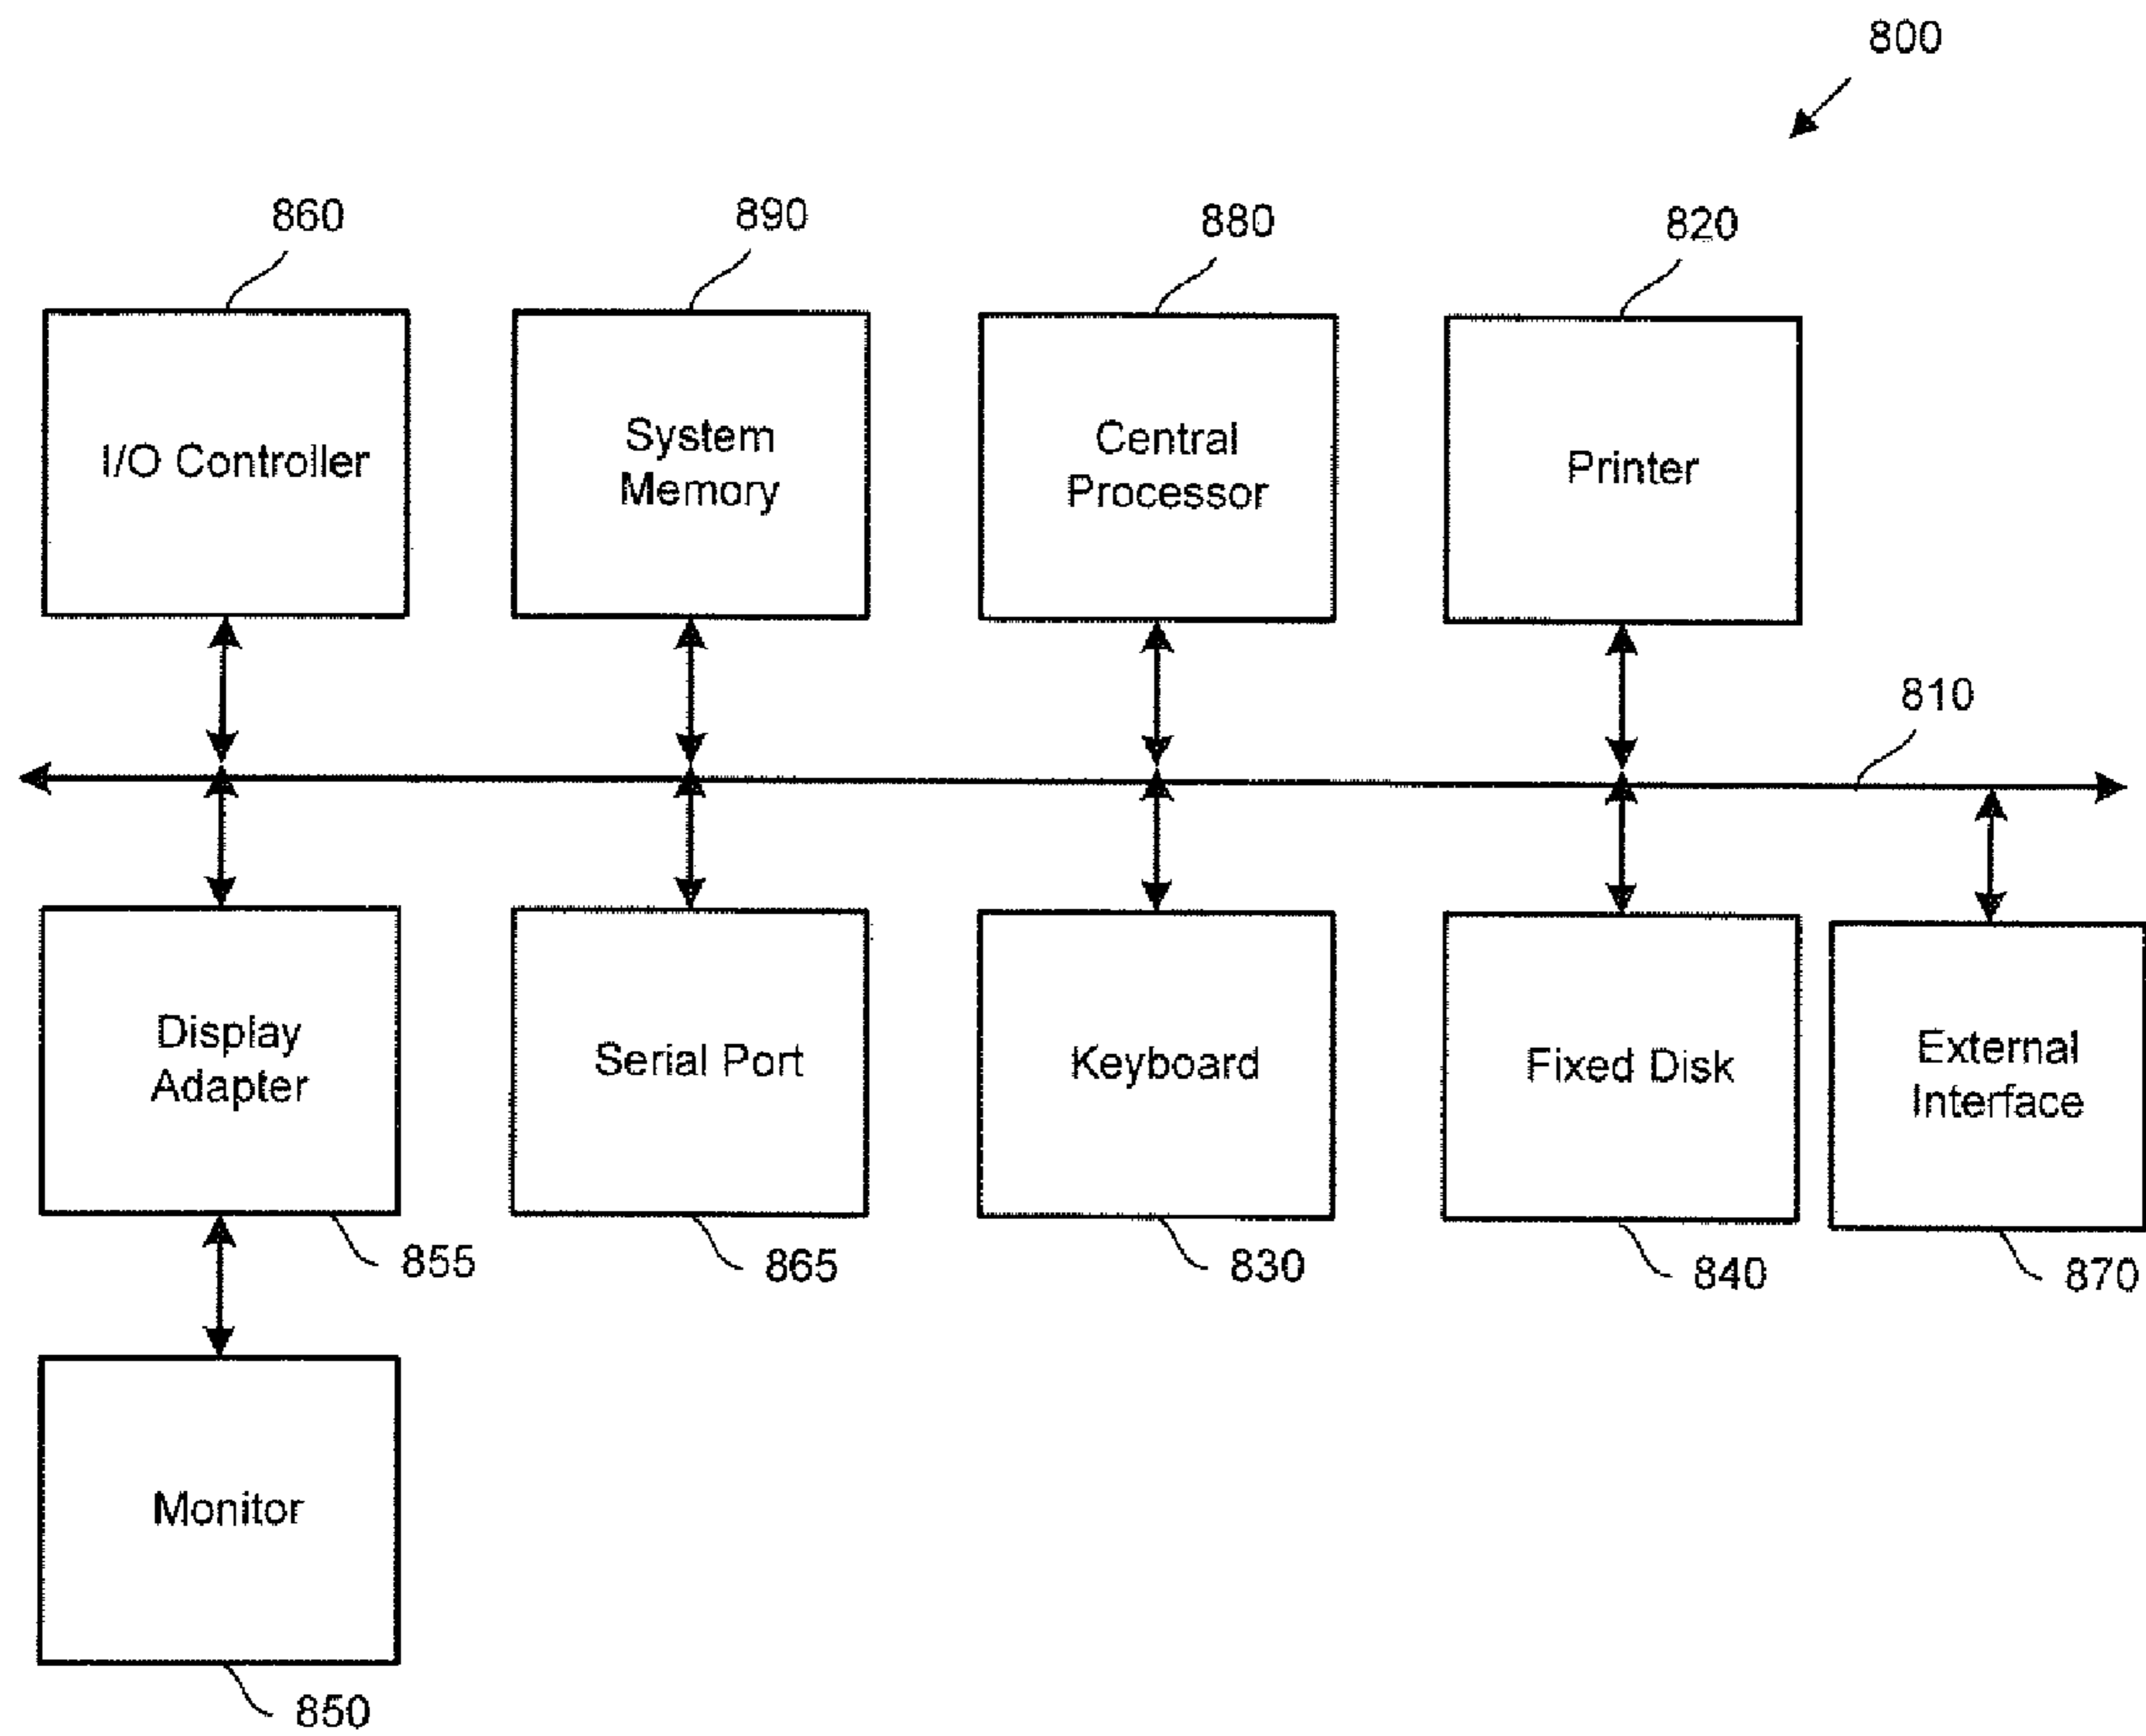 800
860
890
880
820
I/O Controller
System
Memory
Central
Processor
Printer
810
Display
Adapter
Serial Port
Keyboard
Fixed Disk
External
Interface
855
865
830
840
870
Monitor
850